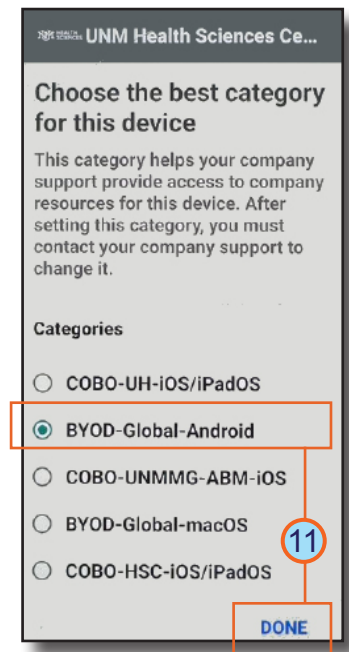 UNM Health Sciences Ce...
Choose the best category
for this device
This category helps your company
support provide access to company
resources for this device. After
setting this category, you must
contact your company support to
change it.
Categories
COBO-UH-iOS/iPadOS
BYOD-Global-Android
COBO-UNMMG-ABM-iOS
BYOD-Global-macOS
11
COBO-HSC-iOS/iPadOS
DONE